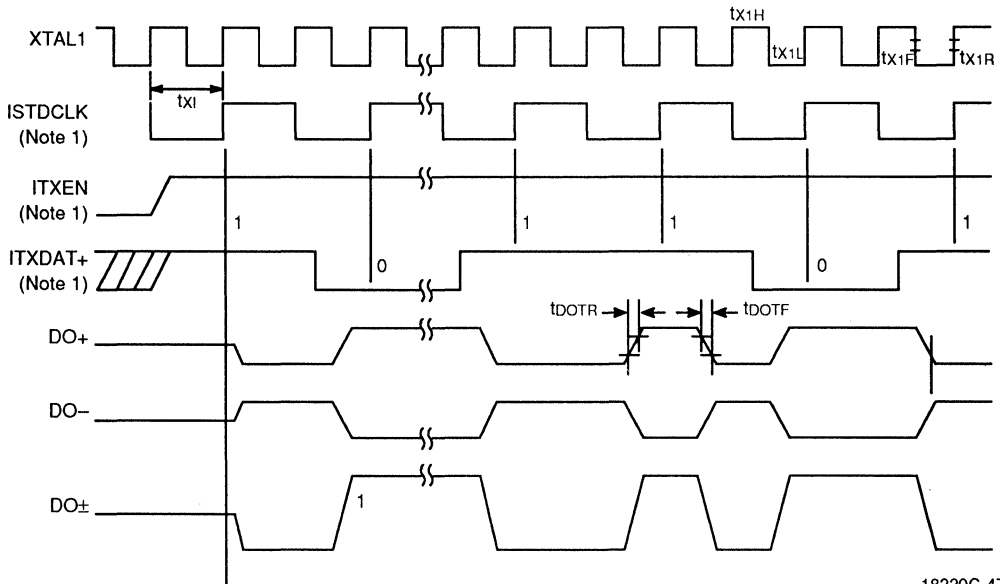 tX1H
XTAL1
tX1L
tX1F
tX1R
tXI
ISTDCLK
(Note 1)
ITXEN
(Note 1)
1
1
1
1
ITXDAT+
(Note 1)
0
0
tDOTR
tDOTF
DO+
DO−
DO±
1